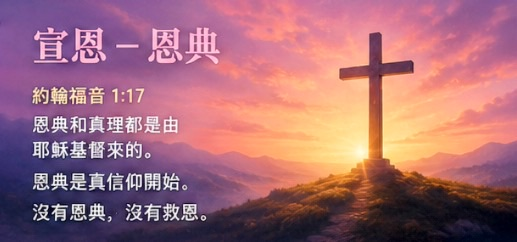 宣恩－恩典
約輪福音 1:17
恩典和真理都是由
耶穌基督來的。
恩典是真信仰開始。
沒有恩典，沒有救恩。